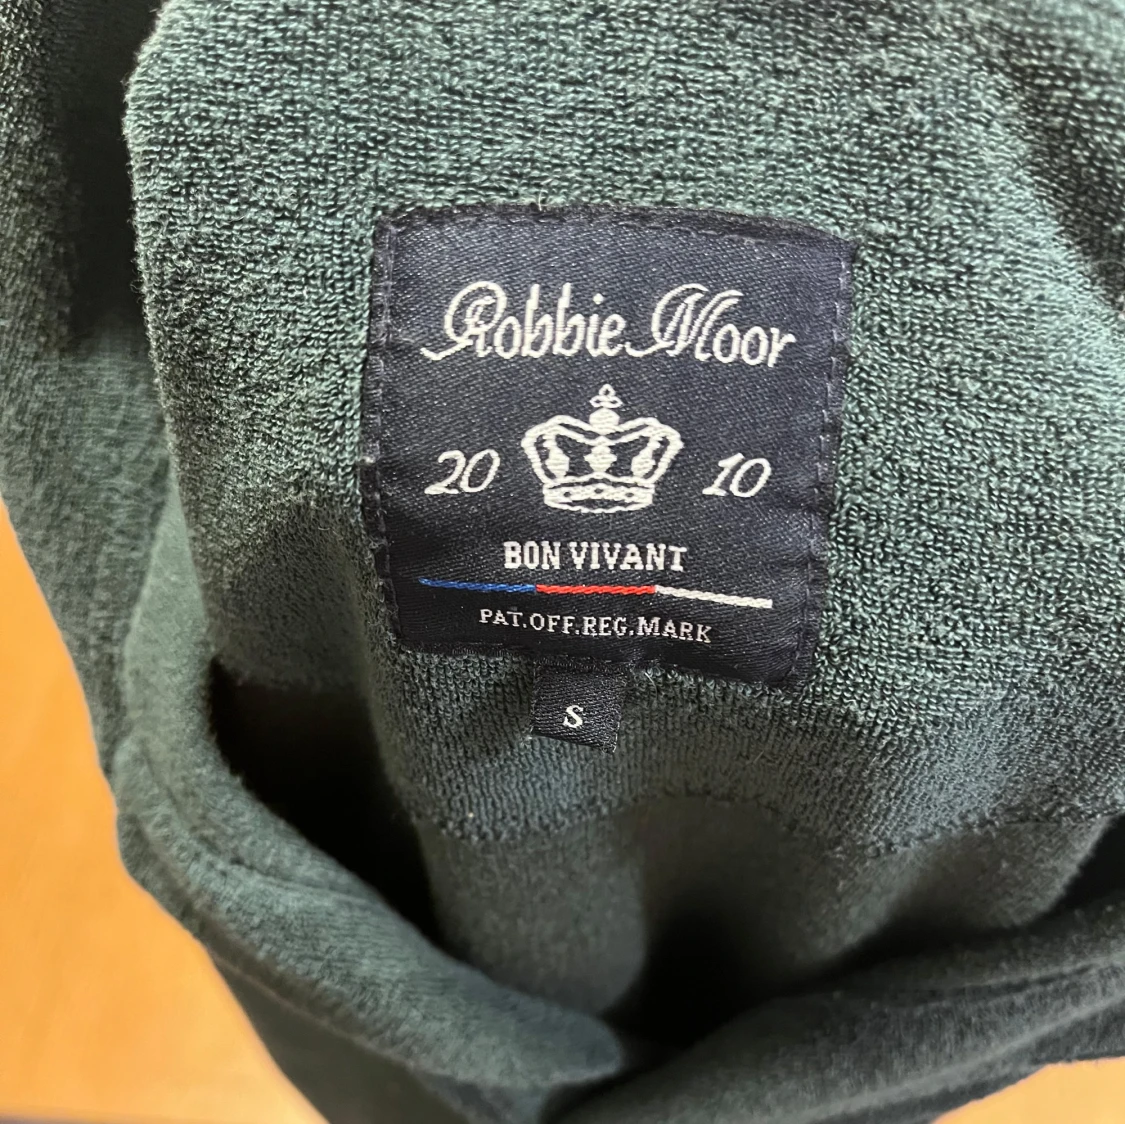 Robbie Moor
20 10
BON VIVANT
PAT.OFF.REG.MARK
S